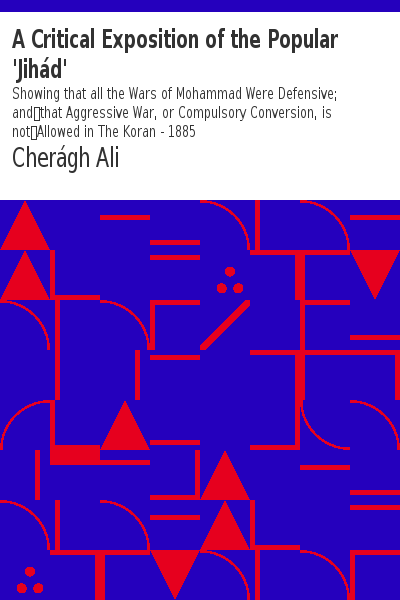 A Critical Exposition of the Popular
'Jihád'
Showing that all the Wars of Mohammad Were Defensive;
and▯that Aggressive War, or Compulsory Conversion, is
not▯Allowed in The Koran - 1885
Cherágh Ali